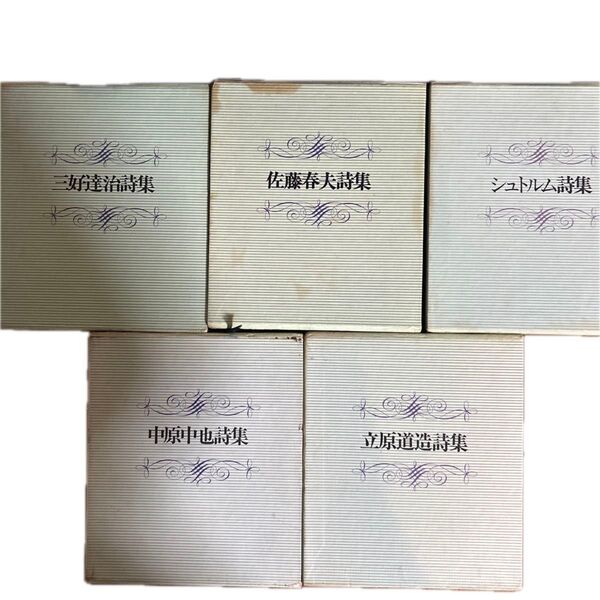 三好達治詩集
佐藤春夫詩集
シュトルム詩集
中原中也詩集
立原道造詩集